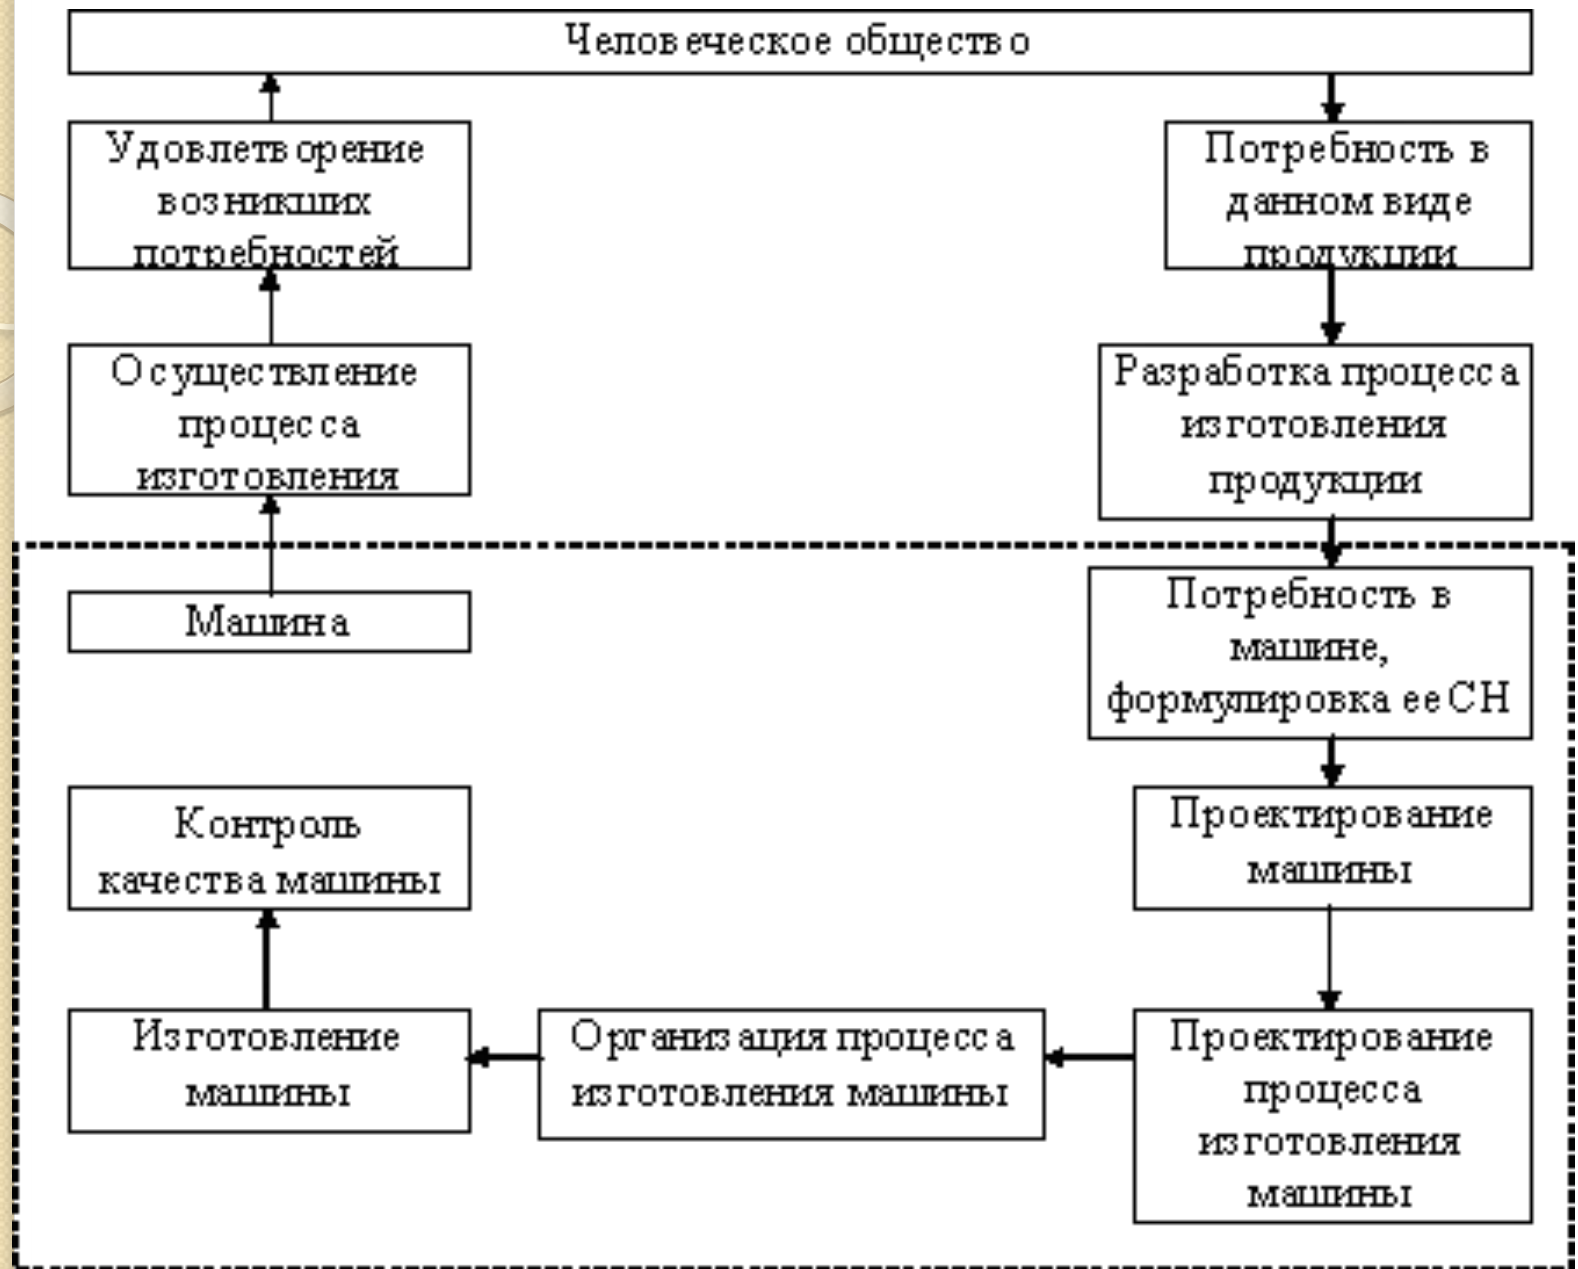 Человеческое общество
Удовлетворение
возникших
потребностей
Потребность в
данном виде
продукции
Осуществление
процесса
изготовления
Разработка процесса
изготовления
продукции
Машина
Потребность в
машине,
формулировка ее СН
Контроль
качества машины
Проектирование
машины
Изготовление
машины
Организация процесса
изготовления машины
Проектирование
процесса
изготовления
машины